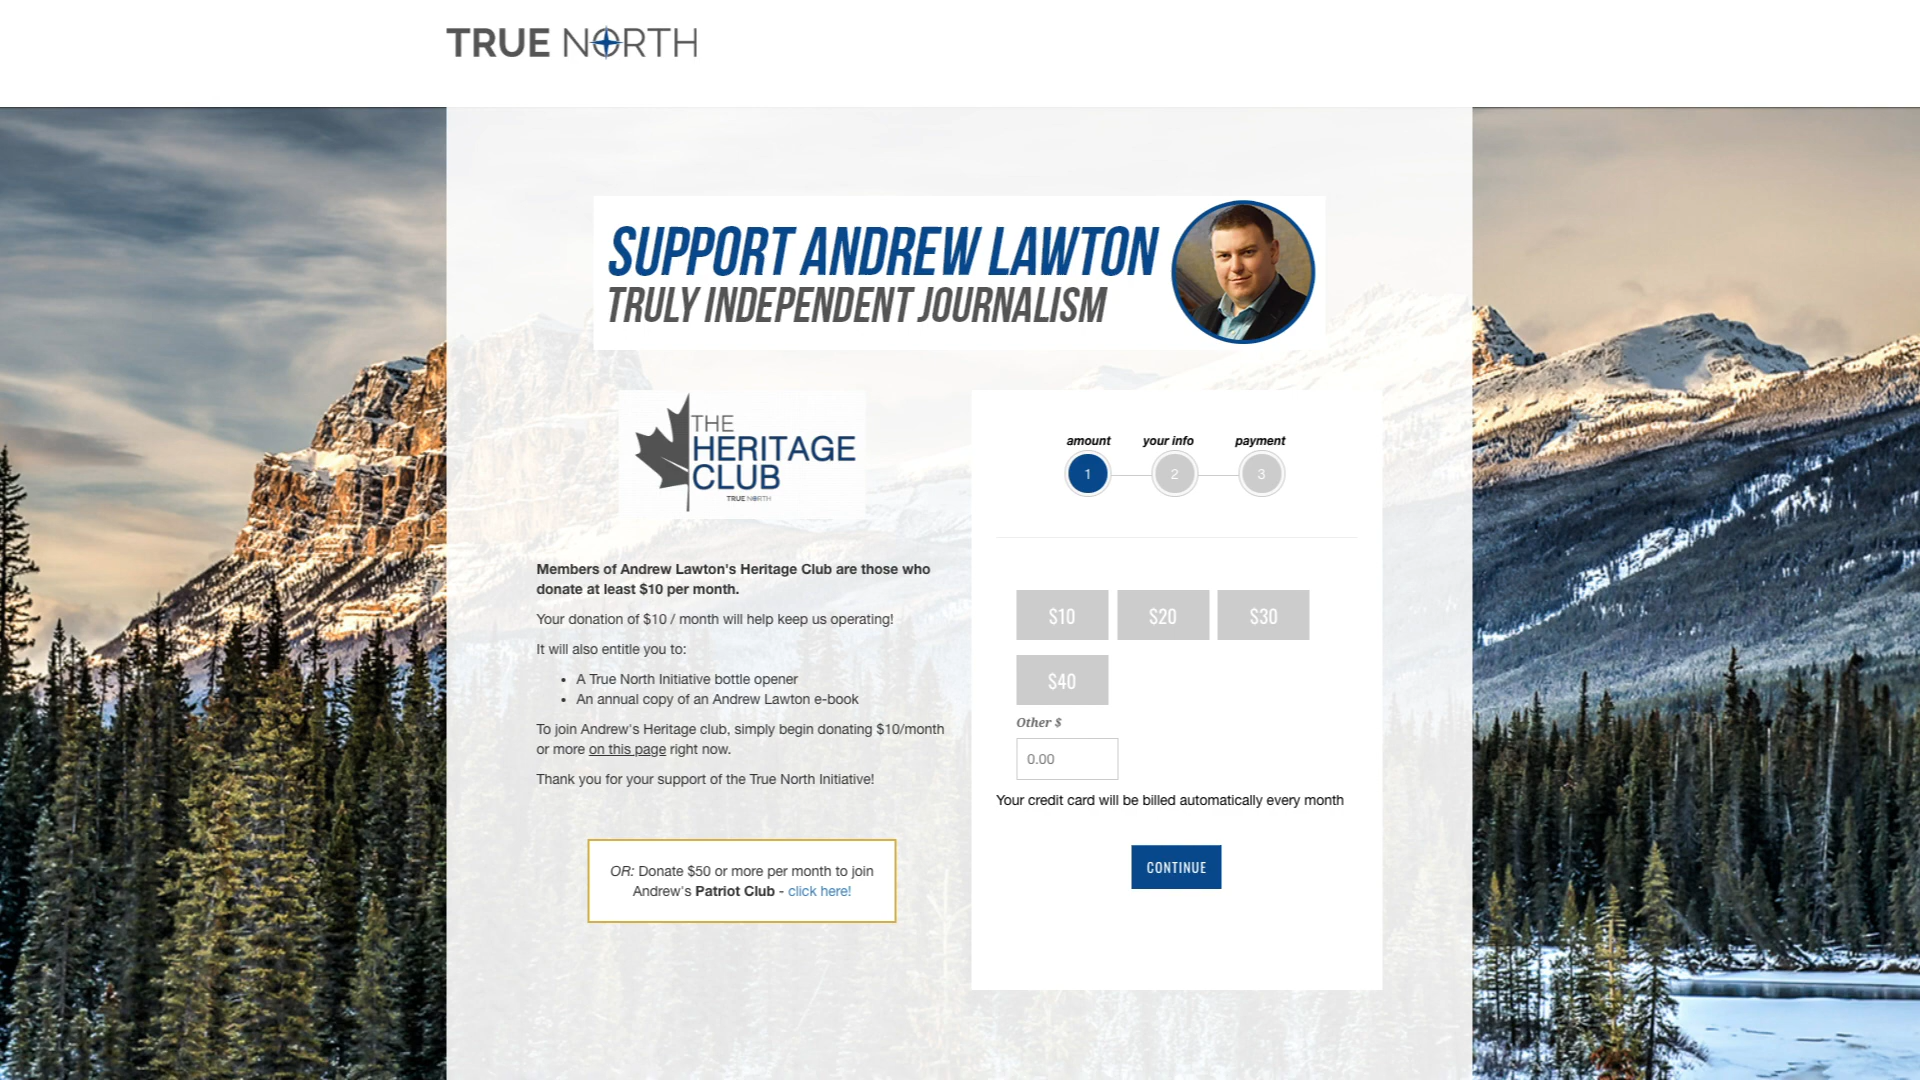 TRUE NORTH
SUPPORT ANDREW LAWTON
TRULY INDEPENDENT JOURNALISM
THE
HERITAGE
CLUB
TRUE NORTH
Members of Andrew Lawton's Heritage Club are those who
donate at least $10 per month.
Your donation of $10 / month will help keep us operating!
It will also entitle you to:
• A True North Initiative bottle opener
• An annual copy of an Andrew Lawton e-book
To join Andrew's Heritage club, simply begin donating $10/month
or more on this page right now.
Thank you for your support of the True North Initiative!
OR: Donate $50 or more per month to join
Andrew's Patriot Club - click here!
amount your info payment
1 2 3
$10 $20 $30
$40
Other $
0.00
Your credit card will be billed automatically every month
CONTINUE